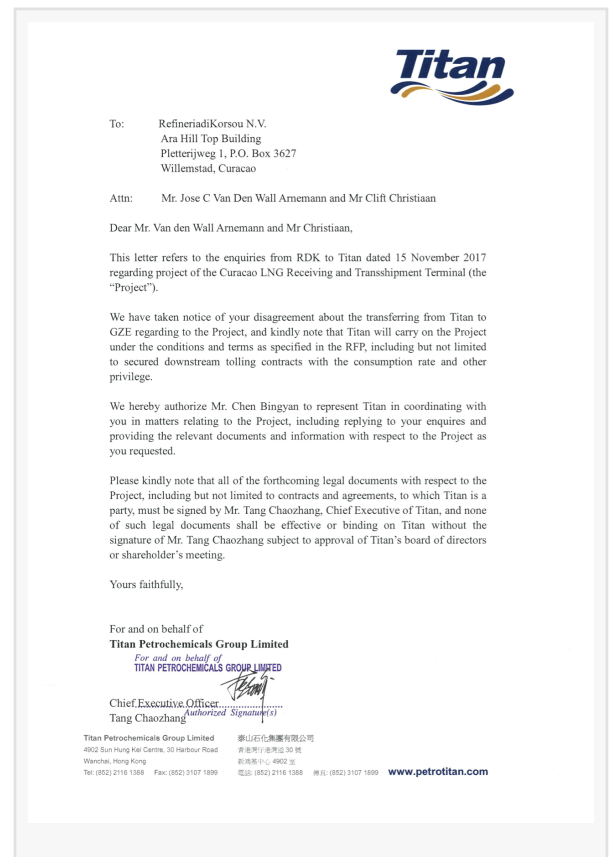 Titan
To: RefineriadiKorsou N.V.
Ara Hill Top Building
Pletterijweg 1, P.O. Box 3627
Willemstad, Curacao
Attn: Mr. Jose C Van Den Wall Arnemann and Mr Clift Christiaan
Dear Mr. Van den Wall Arnemann and Mr Christiaan,
This letter refers to the enquiries from RDK to Titan dated 15 November 2017
regarding project of the Curacao LNG Receiving and Transshipment Terminal (the
“Project”).
We have taken notice of your disagreement about the transferring from Titan to
GZE regarding to the Project, and kindly note that Titan will carry on the Project
under the conditions and terms as specified in the RFP, including but not limited
to secured downstream tolling contracts with the consumption rate and other
privilege.
We hereby authorize Mr. Chen Bingyan to represent Titan in coordinating with
you in matters relating to the Project, including replying to your enquires and
providing the relevant documents and information with respect to the Project as
you requested.
Please kindly note that all of the forthcoming legal documents with respect to the
Project, including but not limited to contracts and agreements, to which Titan is a
party, must be signed by Mr. Tang Chaozhang, Chief Executive of Titan, and none
of such legal documents shall be effective or binding on Titan without the
signature of Mr. Tang Chaozhang subject to approval of Titan’s board of directors
or shareholder’s meeting.
Yours faithfully,
For and on behalf of
Titan Petrochemicals Group Limited
For and on behalf of
TITAN PETROCHEMICALS GROUP LIMITED
Chief Executive Officer
Authorized Signature(s)
Tang Chaozhang
Titan Petrochemicals Group Limited 泰山石化集團有限公司
4902 Sun Hung Kei Centre, 30 Harbour Road 香港灣仔港灣道 30 號
Wanchai, Hong Kong 新鴻基中心 4902 室
Tel: (852) 2116 1388 Fax: (852) 3107 1899 電話: (852) 2116 1388 傳真: (852) 3107 1899 www.petrotitan.com